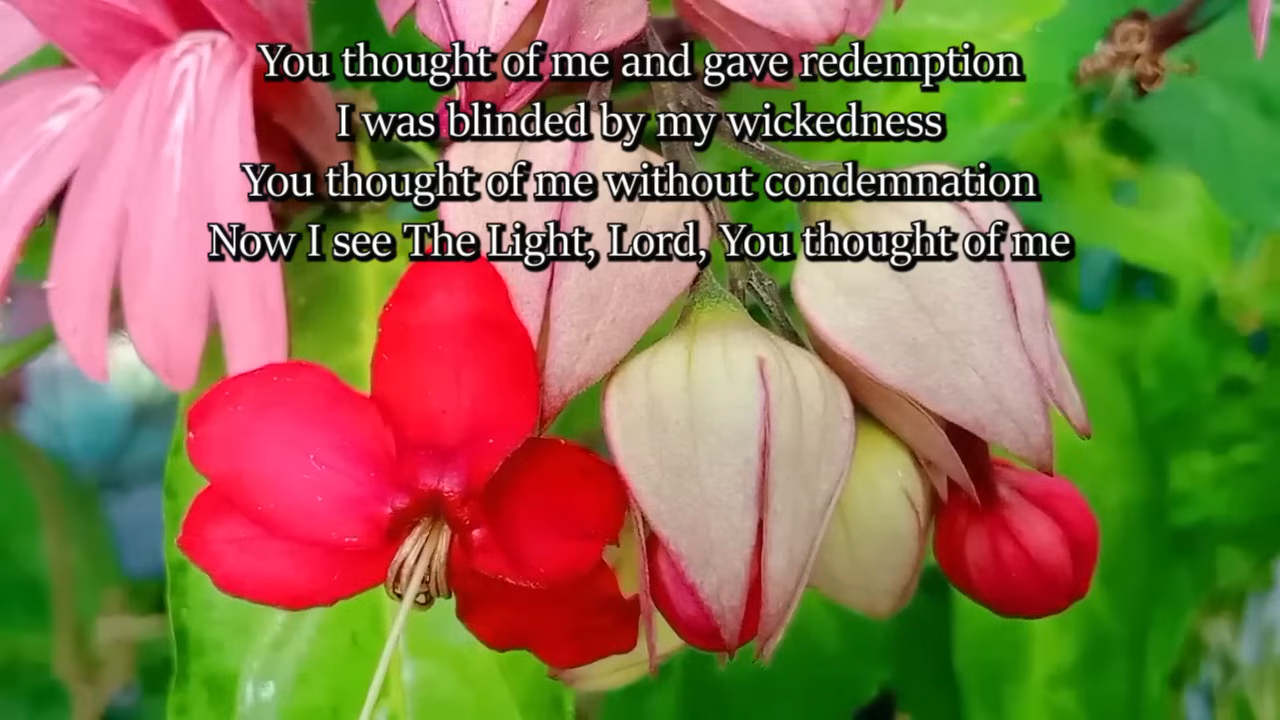 You thought of me and gave redemption
I was blinded by my wickedness
You thought of me without condemnation
Now I see The Light, Lord, You thought of me